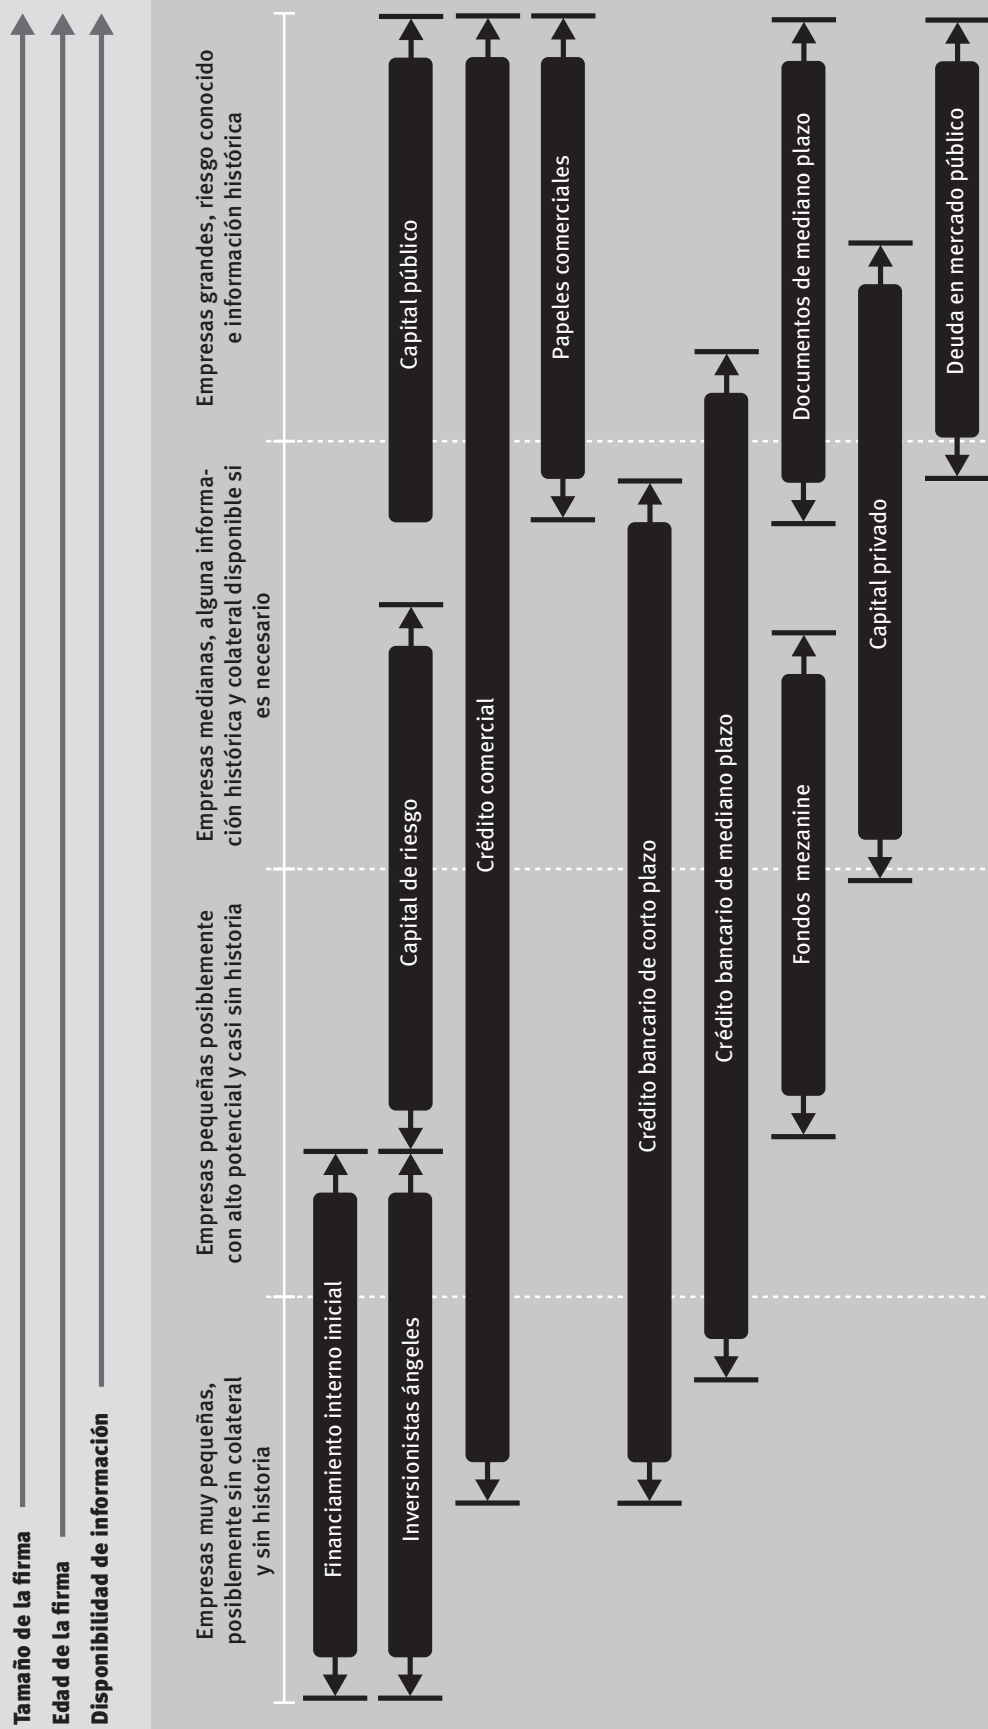 Tamaño de la firma
Edad de la firma
Disponibilidad de información
Empresas muy pequeñas,
posiblemente sin colateral
y sin historia
Empresas pequeñas posiblemente
con alto potencial y casi sin historia
Empresas medianas, alguna informa-
ción histórica y colateral disponible si
es necesario
Empresas grandes, riesgo conocido
e información histórica
Financiamiento interno inicial
Inversionistas ángeles
Capital de riesgo
Capital público
Crédito comercial
Papeles comerciales
Crédito bancario de corto plazo
Crédito bancario de mediano plazo
Fondos mezanine
Documentos de mediano plazo
Capital privado
Deuda en mercado público